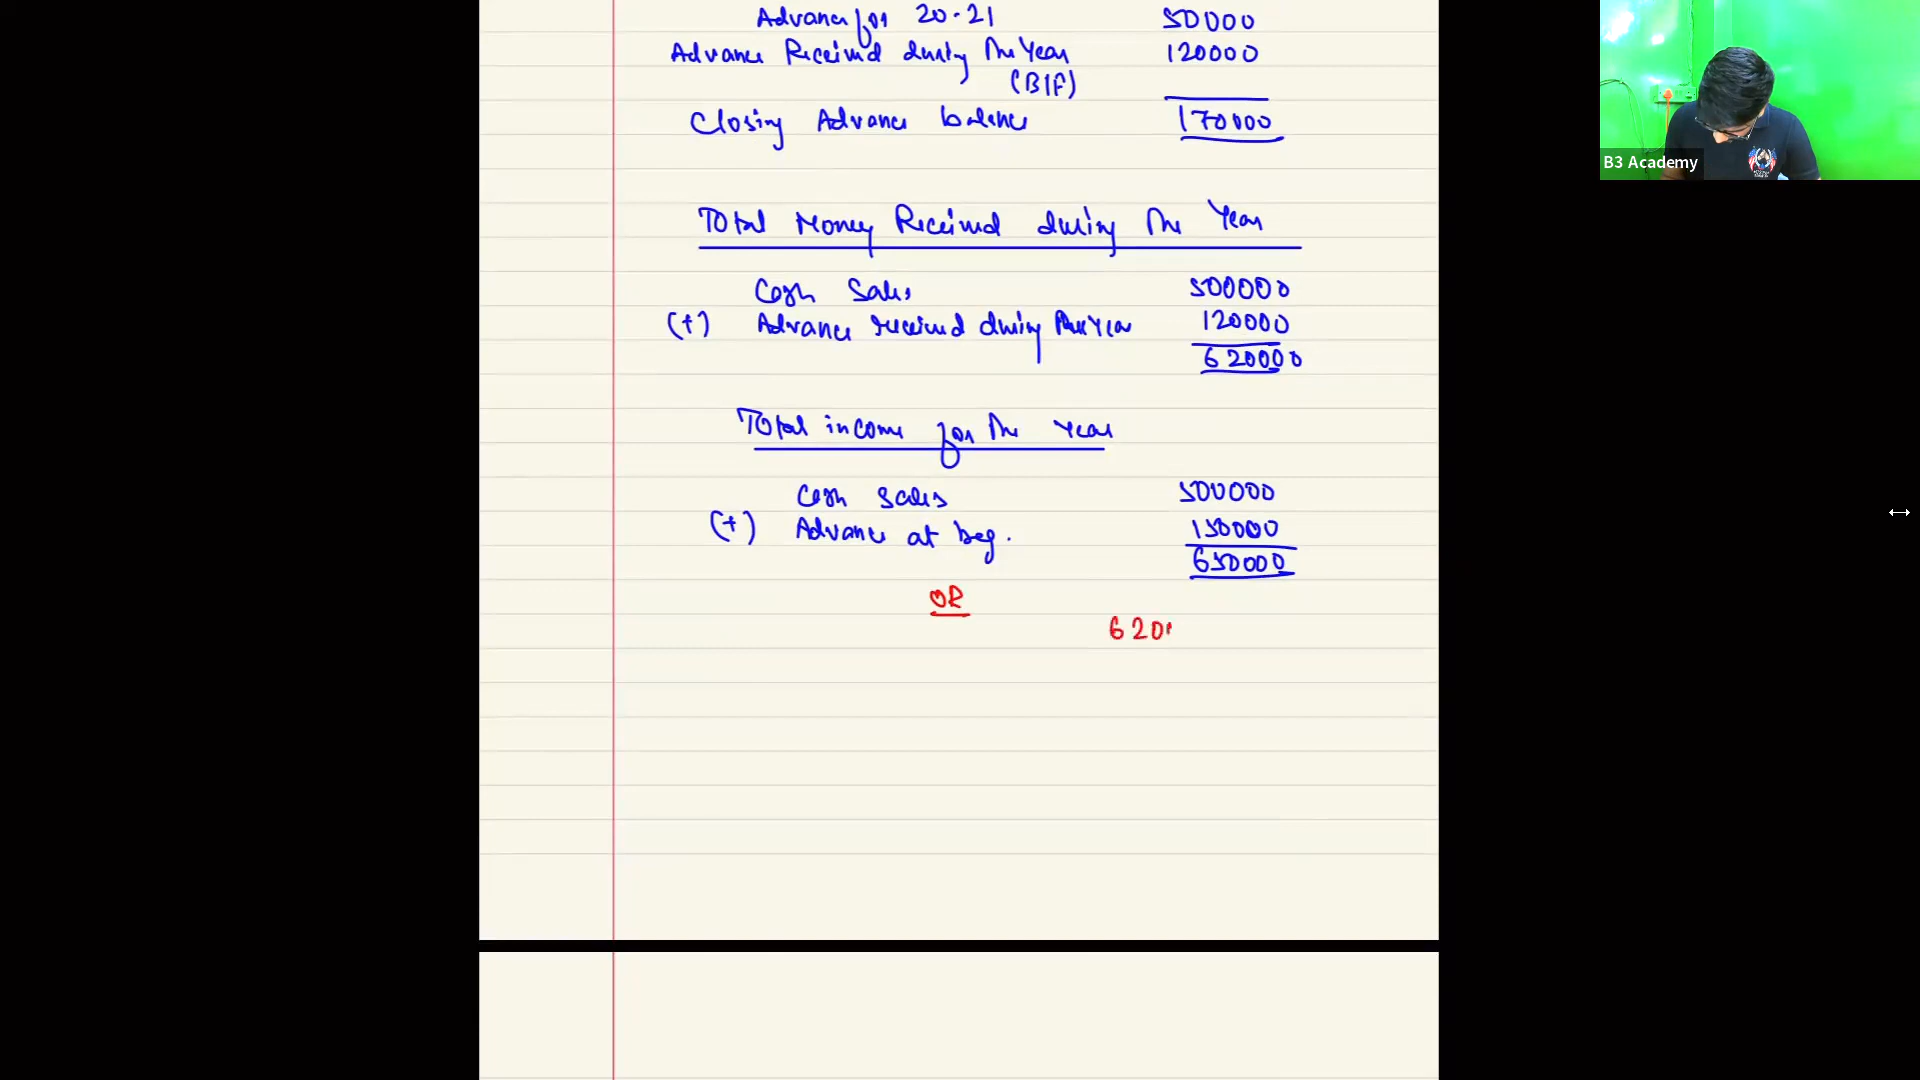 Advance for 20-21 50000
Advance Received during the Year 120000
(B/F)
Closing Advance balance 170000
B3 Academy
Total Money Received during the Year
Cash Sales 500000
(+) Advance received during the Year 120000
620000
Total income for the Year
Cash Sales 500000
(+) Advance at beg. 150000
650000
OR
620